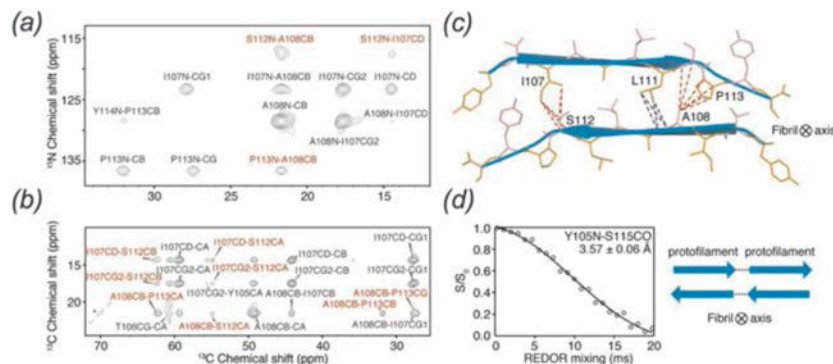 (a)
¹⁵N Chemical shift (ppm)
115
125
135
S112N-A108CB
S112N-I107CD
I107N-CG1
I107N-A108CB
I107N-CG2
I107N-CD
Y114N-P113CB
A108N-CB
A108N-I107CD
A108N-I107CG2
P113N-CB
P113N-CG
P113N-A108CB
30
25
20
15
(b)
¹³C Chemical shift (ppm)
15
20
I107CD-CG1
I107CD-S112CA
I107CD-CA
I107CD-S112CB
I107CD-CB
I107CG2-CA
I107CG2-S112CA
I107CG2-S112CB
I107CG2-CB
I107CG2-CG1
A108CB-P113CA
I107CG2-Y105CA
A108CB-I107CB
A108CB-P113CG
A108CB-P113CB
T106CG-CA
A108CB-S112CA
A108CB-CA
A108CB-I107CG1
70
60
50
40
30
¹³C Chemical shift (ppm)
(c)
I107
L111
P113
S112
A108
Fibril⊗axis
(d)
S/S₀
1.0
0.8
0.6
0.4
0.2
0.0
Y105N-S115CO
3.57 ± 0.06 Å
0
5
10
15
20
REDOR mixing (ms)
protofilament
protofilament
Fibril⊗axis